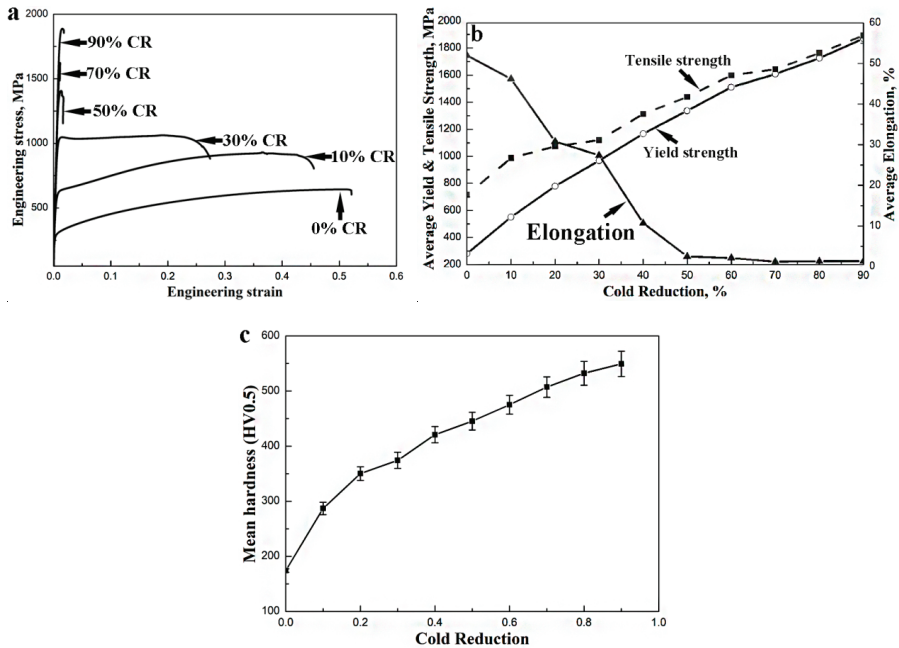 a
2000
1500
1000
500
0.0
0.1
0.2
0.3
0.4
0.5
0.6
Engineering stress, MPa
Engineering strain
90% CR
70% CR
50% CR
30% CR
10% CR
0% CR
b
2000
1800
1600
1400
1200
1000
800
600
400
200
60
50
40
30
20
10
0
0
10
20
30
40
50
60
70
80
90
Average Yield & Tensile Strength, MPa
Average Elongation, %
Cold Reduction, %
Tensile strength
Yield strength
Elongation
c
600
500
400
300
200
100
0.0
0.2
0.4
0.6
0.8
1.0
Mean hardness (HV0.5)
Cold Reduction